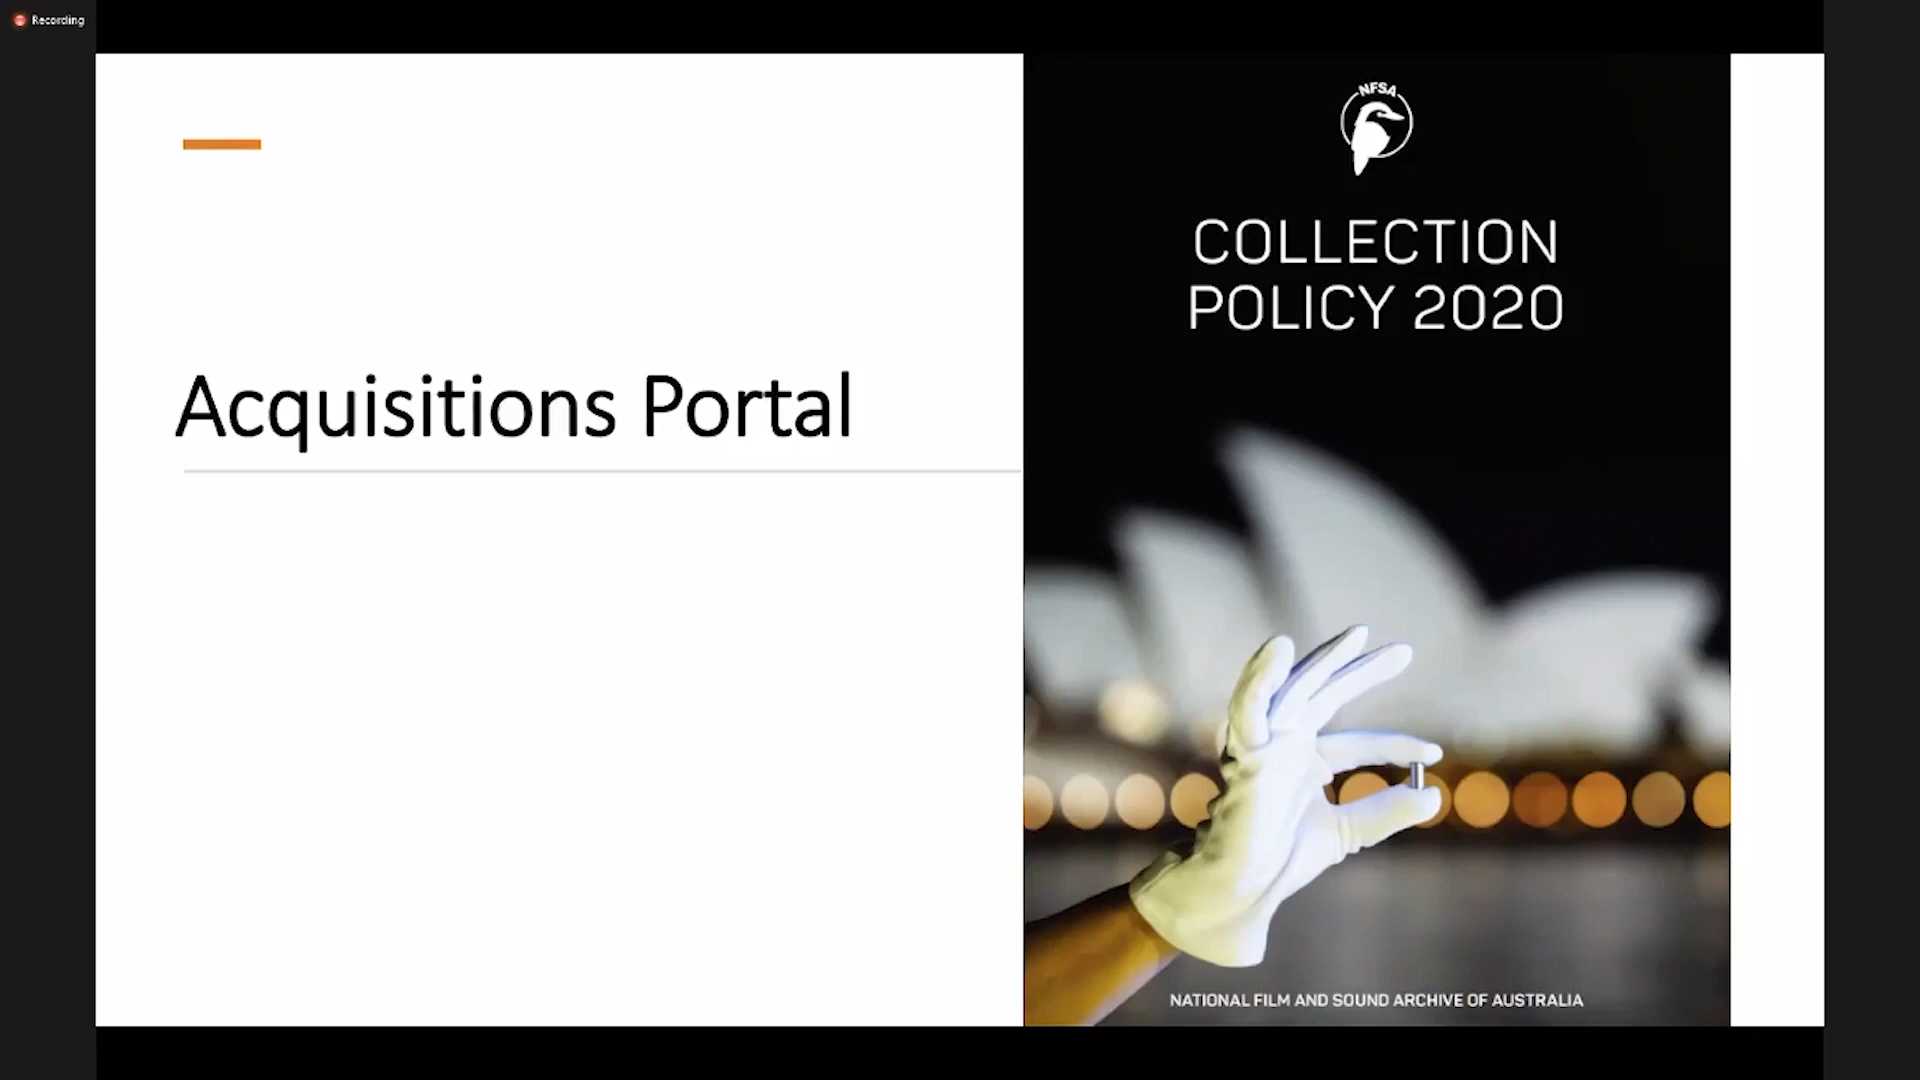 Recording
Acquisitions Portal
NFSA
COLLECTION
POLICY 2020
NATIONAL FILM AND SOUND ARCHIVE OF AUSTRALIA